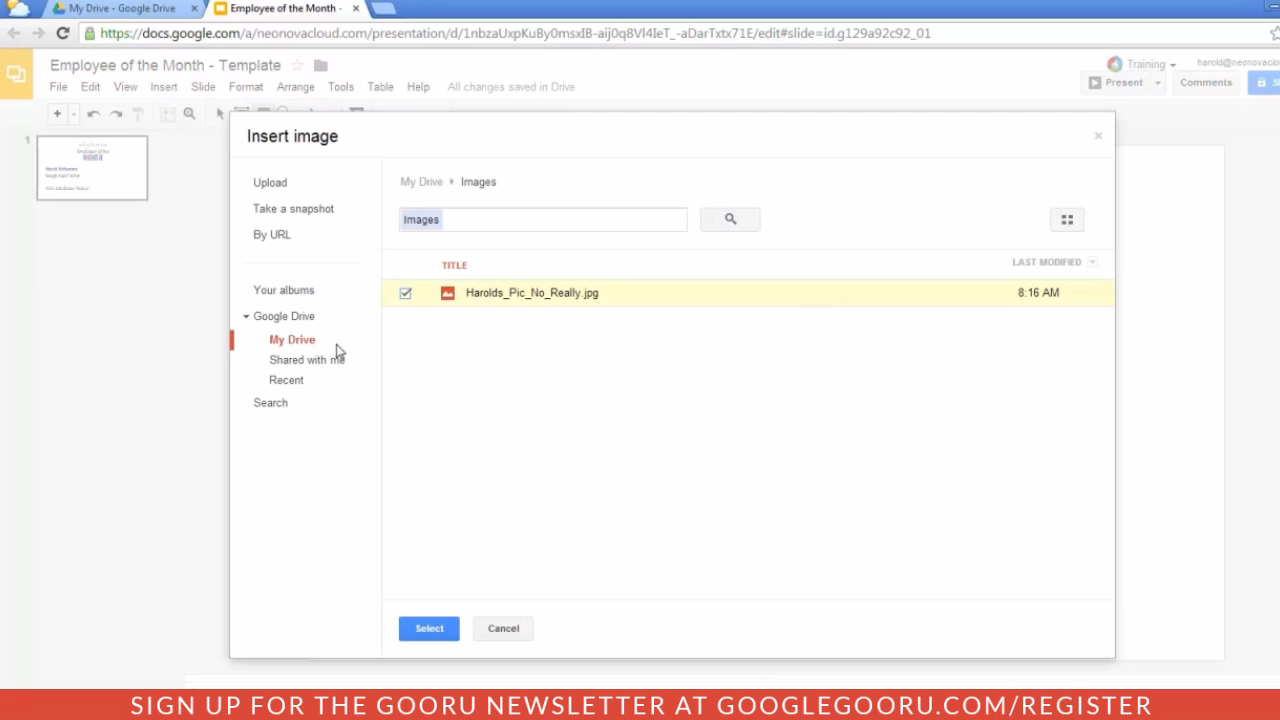 My Drive - Google Drive
Employee of the Month -
https://docs.google.com/a/neonovacloud.com/presentation/d/1nbzaUxpKuBy0msxIB-aij0q8Vl4IeT_-aDarTxtx71E/edit#slide=id.g129a92c92_01
Employee of the Month - Template
Training
harold@neonovaclo
File Edit View Insert Slide Format Arrange Tools Table Help All changes saved in Drive
Present
Comments
1
Insert image
Upload
Take a snapshot
By URL
Your albums
Google Drive
My Drive
Shared with me
Recent
Search
My Drive Images
Images
TITLE
LAST MODIFIED
Harolds_Pic_No_Really.jpg
8:16 AM
Select
Cancel
SIGN UP FOR THE GOORU NEWSLETTER AT GOOGLEGOORU.COM/REGISTER